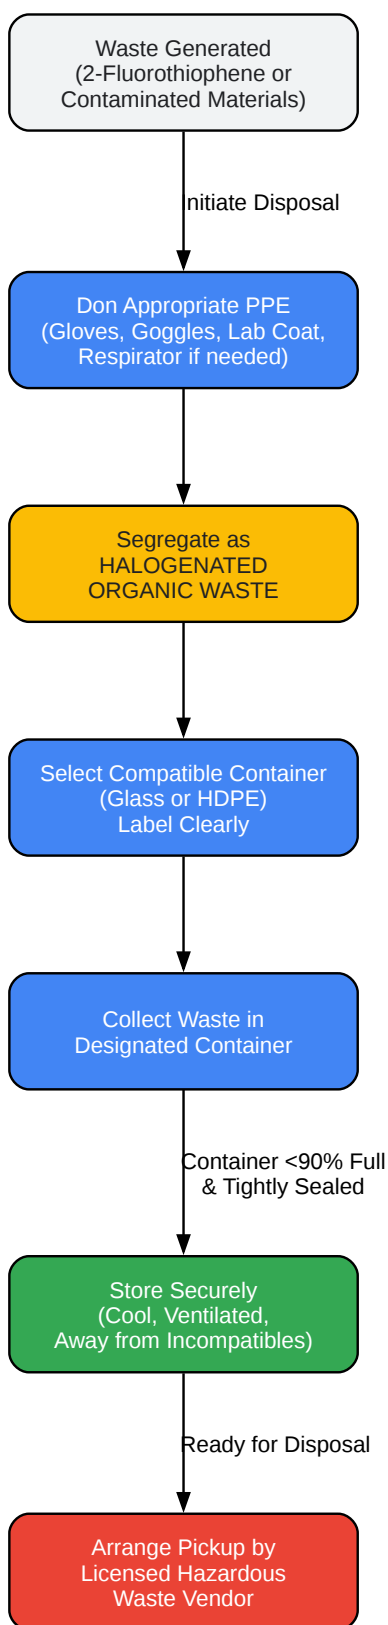 Waste Generated
(2-Fluorothiophene or
Contaminated Materials)
Initiate Disposal
Don Appropriate PPE
(Gloves, Goggles, Lab Coat,
Respirator if needed)
Segregate as
HALOGENATED
ORGANIC WASTE
Select Compatible Container
(Glass or HDPE)
Label Clearly
Collect Waste in
Designated Container
Container <90% Full
& Tightly Sealed
Store Securely
(Cool, Ventilated,
Away from Incompatibles)
Ready for Disposal
Arrange Pickup by
Licensed Hazardous
Waste Vendor